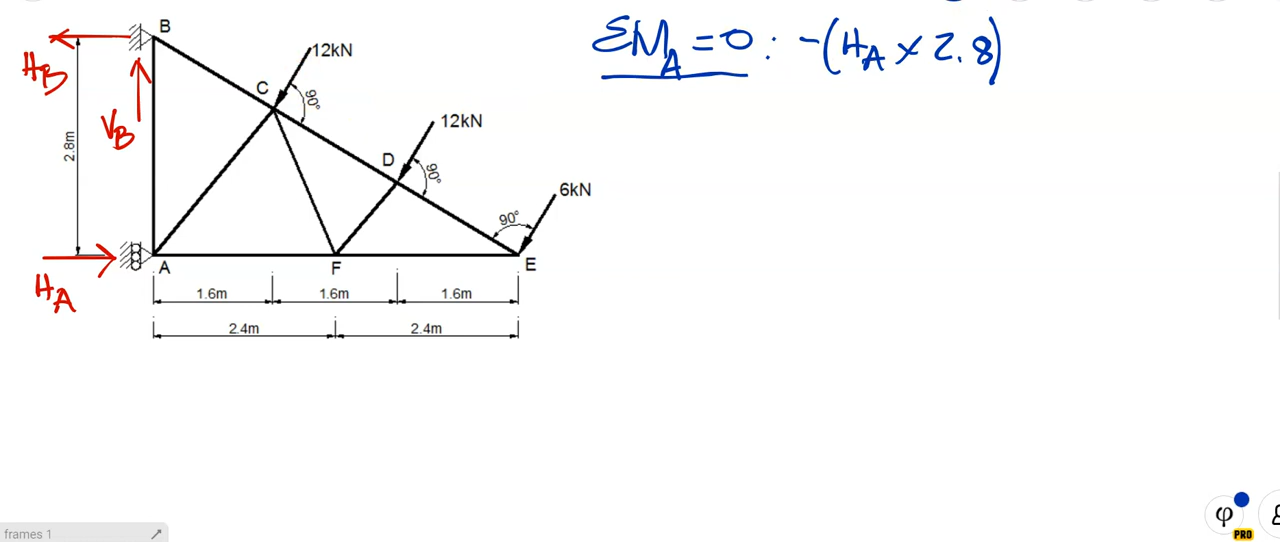 B
12kN
ΣM_A = 0 : -(H_A × 2.8)
H_B
C
90°
V_B
12kN
2.8m
D
90°
6kN
90°
A
F
E
H_A
1.6m
1.6m
1.6m
2.4m
2.4m
frames 1
φ
PRO